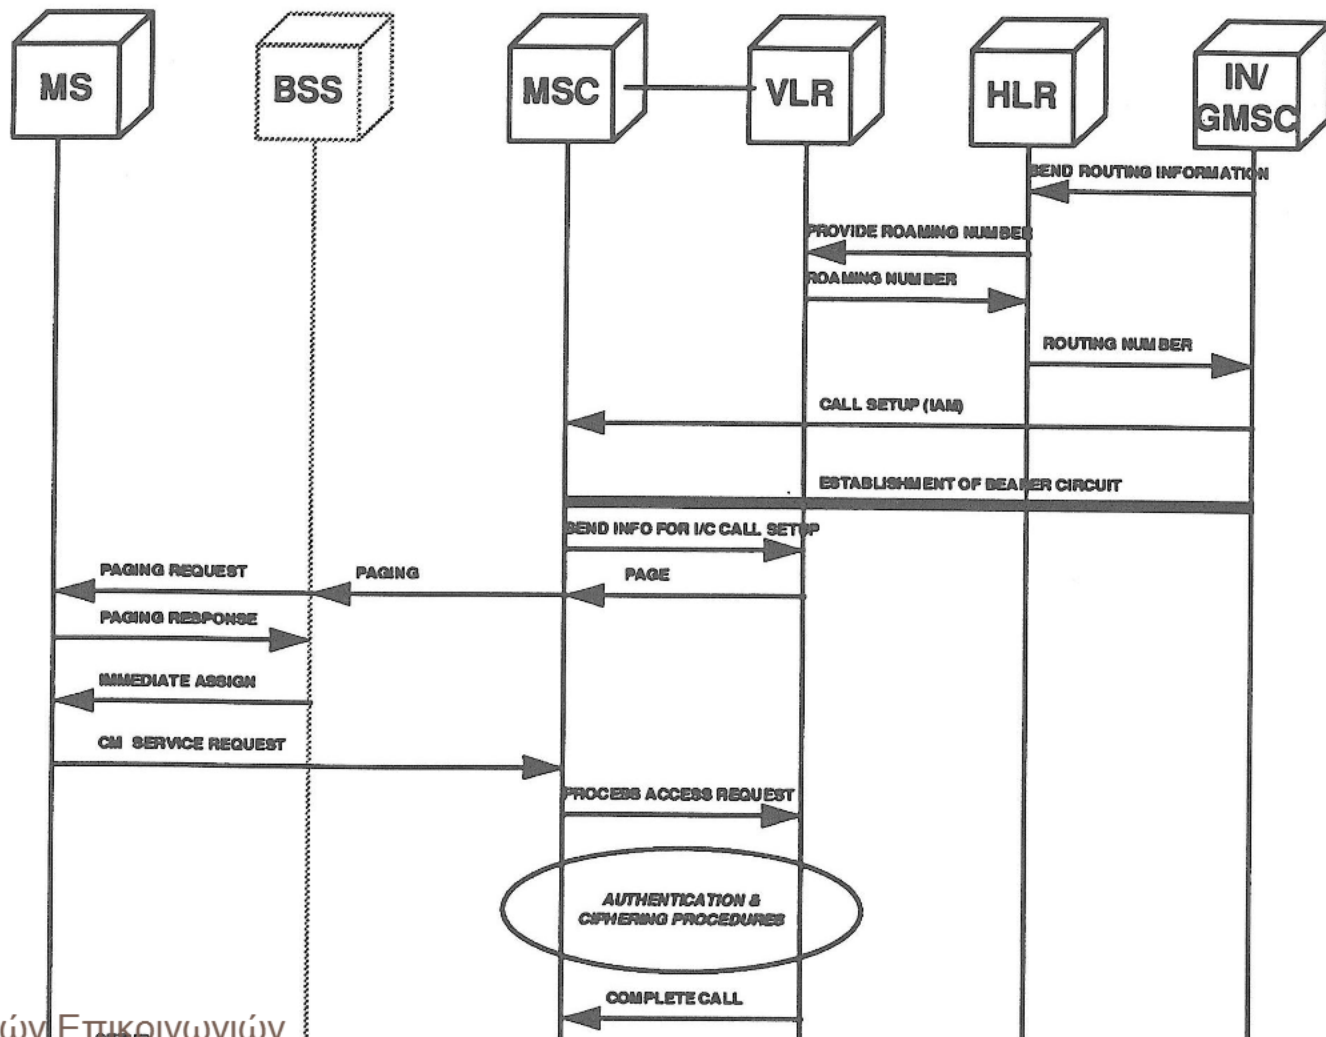 MS
BSS
MSC
VLR
HLR
IN/
GMSC
SEND ROUTING INFORMATION
PROVIDE ROAMING NUMBER
ROAMING NUMBER
ROUTING NUMBER
CALL SETUP (IAM)
ESTABLISHMENT OF BEARER CIRCUIT
SEND INFO FOR I/C CALL SETUP
PAGING REQUEST
PAGING
PAGE
PAGING RESPONSE
IMMEDIATE ASSIGN
CM SERVICE REQUEST
PROCESS ACCESS REQUEST
AUTHENTICATION &
CIPHERING PROCEDURES
COMPLETE CALL
ών Επικοινωνιών